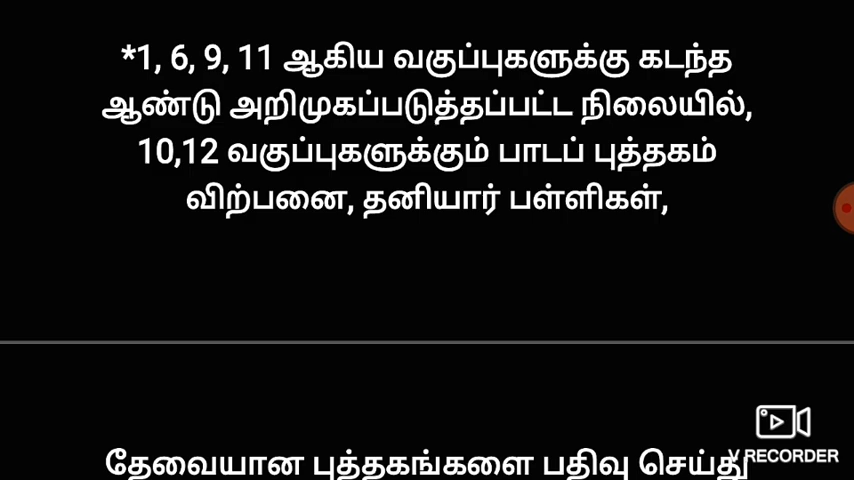 *1, 6, 9, 11 ஆகிய வகுப்புகளுக்கு கடந்த
ஆண்டு அறிமுகப்படுத்தப்பட்ட நிலையில்,
10,12 வகுப்புகளுக்கும் பாடப் புத்தகம்
விற்பனை, தனியார் பள்ளிகள்,
தேவையான புத்தகங்களை பதிவு செய்து
V RECORDER